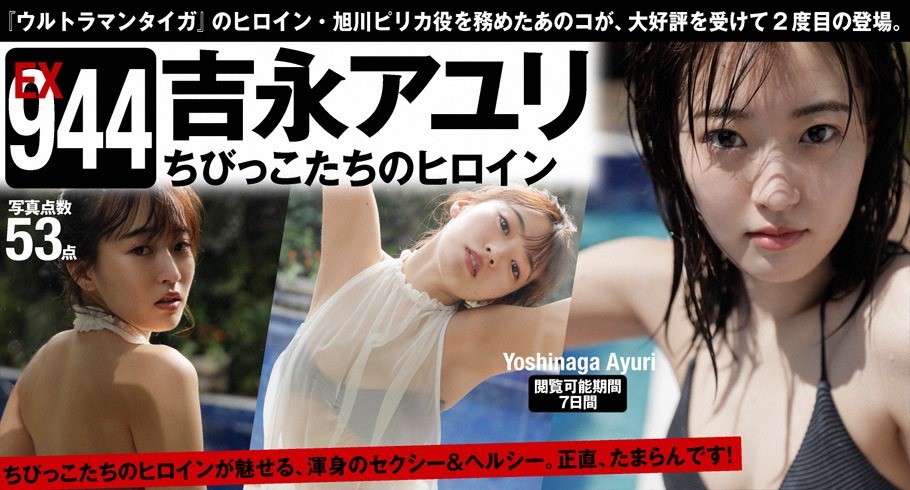 『ウルトラマンタイガ』のヒロイン・旭川ピリカ役を務めたあのコが、大好評を受けて2度目の登場。
EX
944
吉永アユリ
ちびっこたちのヒロイン
写真点数
53点
Yoshinaga Ayuri
閲覧可能期間
7日間
ちびっこたちのヒロインが魅せる、渾身のセクシー&ヘルシー。正直、たまらんです!